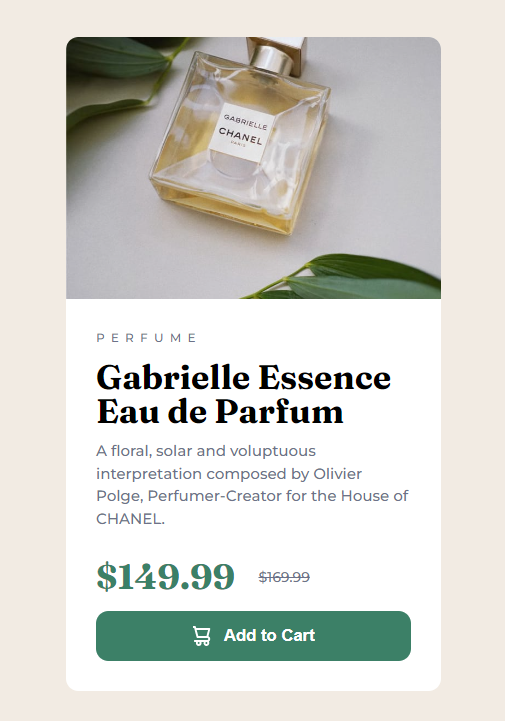 GABRIELLE
CHANEL
PARIS
PERFUME
Gabrielle Essence
Eau de Parfum
A floral, solar and voluptuous
interpretation composed by Olivier
Polge, Perfumer-Creator for the House of
CHANEL.
$149.99 $169.99
Add to Cart